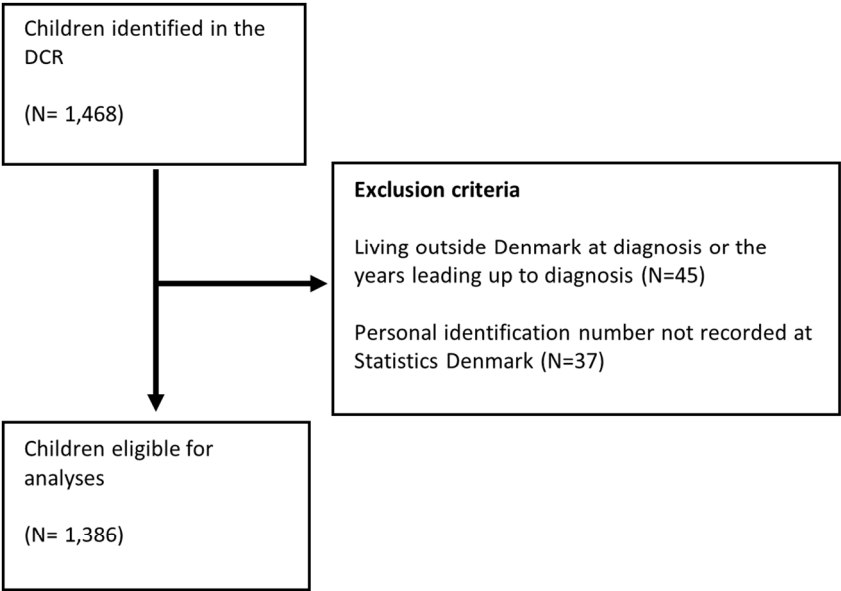 Children identified in the
DCR
(N= 1,468)
Exclusion criteria
Living outside Denmark at diagnosis or the
years leading up to diagnosis (N=45)
Personal identification number not recorded at
Statistics Denmark (N=37)
Children eligible for
analyses
(N= 1,386)